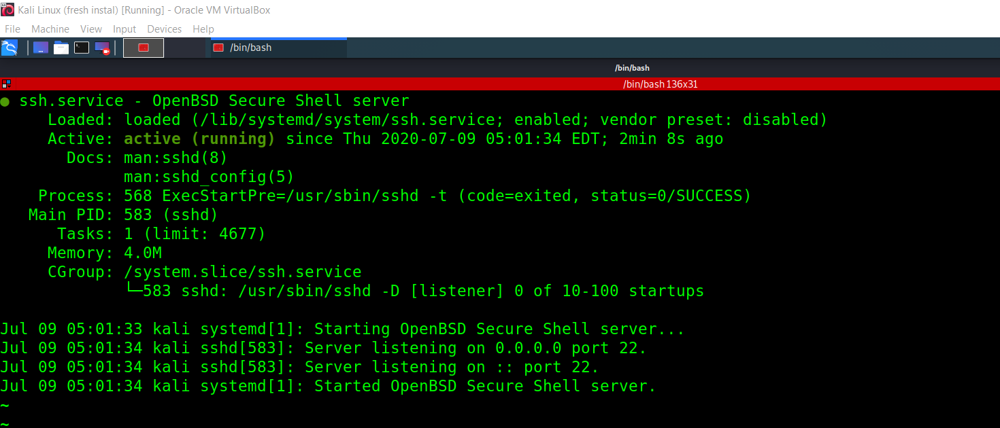 Kali Linux (fresh instal) [Running] - Oracle VM VirtualBox
File Machine View Input Devices Help
/bin/bash
/bin/bash
/bin/bash 136x31
● ssh.service - OpenBSD Secure Shell server
Loaded: loaded (/lib/systemd/system/ssh.service; enabled; vendor preset: disabled)
Active: active (running) since Thu 2020-07-09 05:01:34 EDT; 2min 8s ago
Docs: man:sshd(8)
man:sshd_config(5)
Process: 568 ExecStartPre=/usr/sbin/sshd -t (code=exited, status=0/SUCCESS)
Main PID: 583 (sshd)
Tasks: 1 (limit: 4677)
Memory: 4.0M
CGroup: /system.slice/ssh.service
└─583 sshd: /usr/sbin/sshd -D [listener] 0 of 10-100 startups
Jul 09 05:01:33 kali systemd[1]: Starting OpenBSD Secure Shell server...
Jul 09 05:01:34 kali sshd[583]: Server listening on 0.0.0.0 port 22.
Jul 09 05:01:34 kali sshd[583]: Server listening on :: port 22.
Jul 09 05:01:34 kali systemd[1]: Started OpenBSD Secure Shell server.
~
~